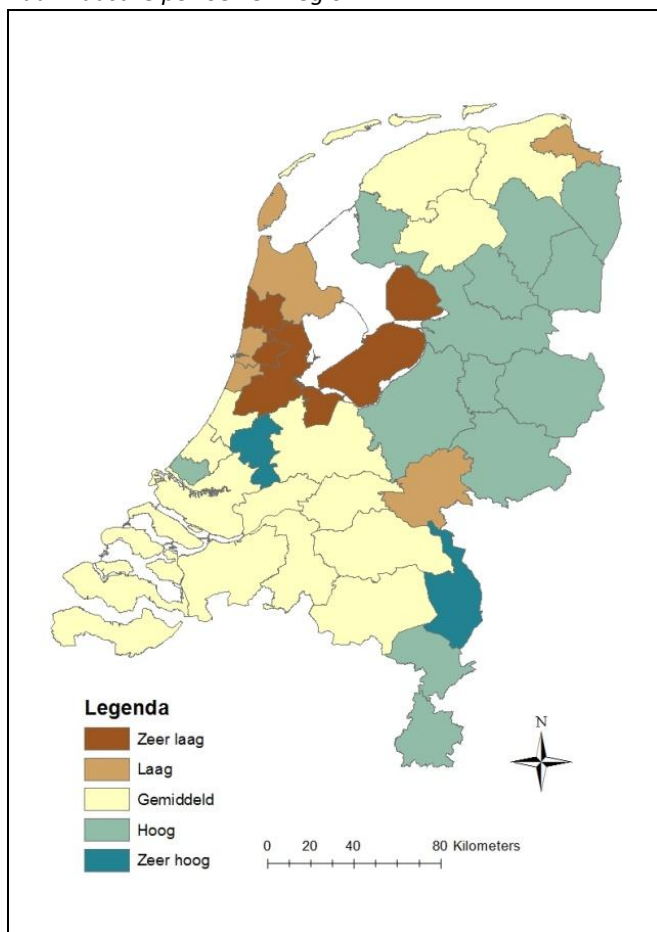 Legenda
Zeer laag
Laag
Gemiddeld
Hoog
Zeer hoog
N
0 20 40 80 Kilometers